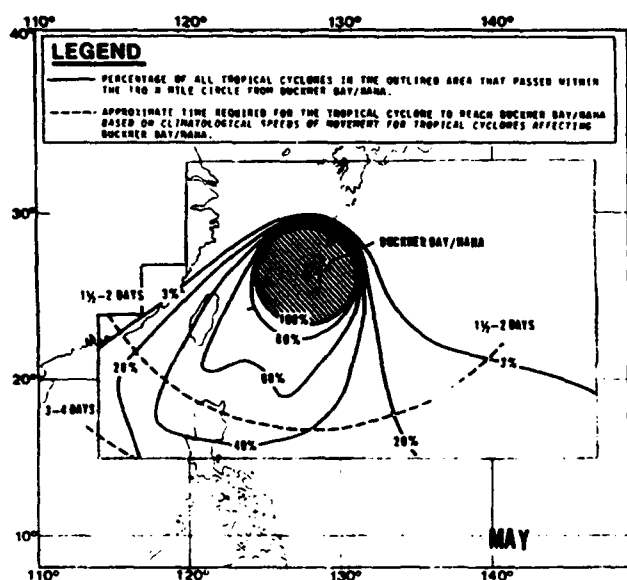 110° 120° 130° 140°
40°
LEGEND
PERCENTAGE OF ALL TROPICAL CYCLONES IN THE OUTLINED AREA THAT PASSED WITHIN
THE 180 N MILE CIRCLE FROM BUCKNER BAY/NAHA.
APPROXIMATE TIME REQUIRED FOR THE TROPICAL CYCLONE TO REACH BUCKNER BAY/NAHA
BASED ON CLIMATOLOGICAL SPEEDS OF MOVEMENT FOR TROPICAL CYCLONES AFFECTING
BUCKNER BAY/NAHA.
30°
BUCKNER BAY/NAHA
1½-2 DAYS
3%
100%
80%
1½-2 DAYS
20%
60%
3%
20°
3-4 DAYS
40%
20%
10°
MAY
110° 120° 130° 140°